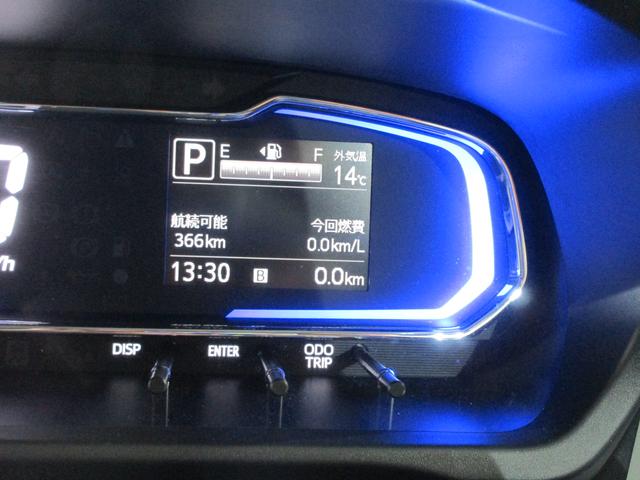 P E F 外気温
14℃
航続可能 今回燃費
366km 0.0km/L
13:30 B 0.0km
/h
DISP ENTER ODO
TRIP